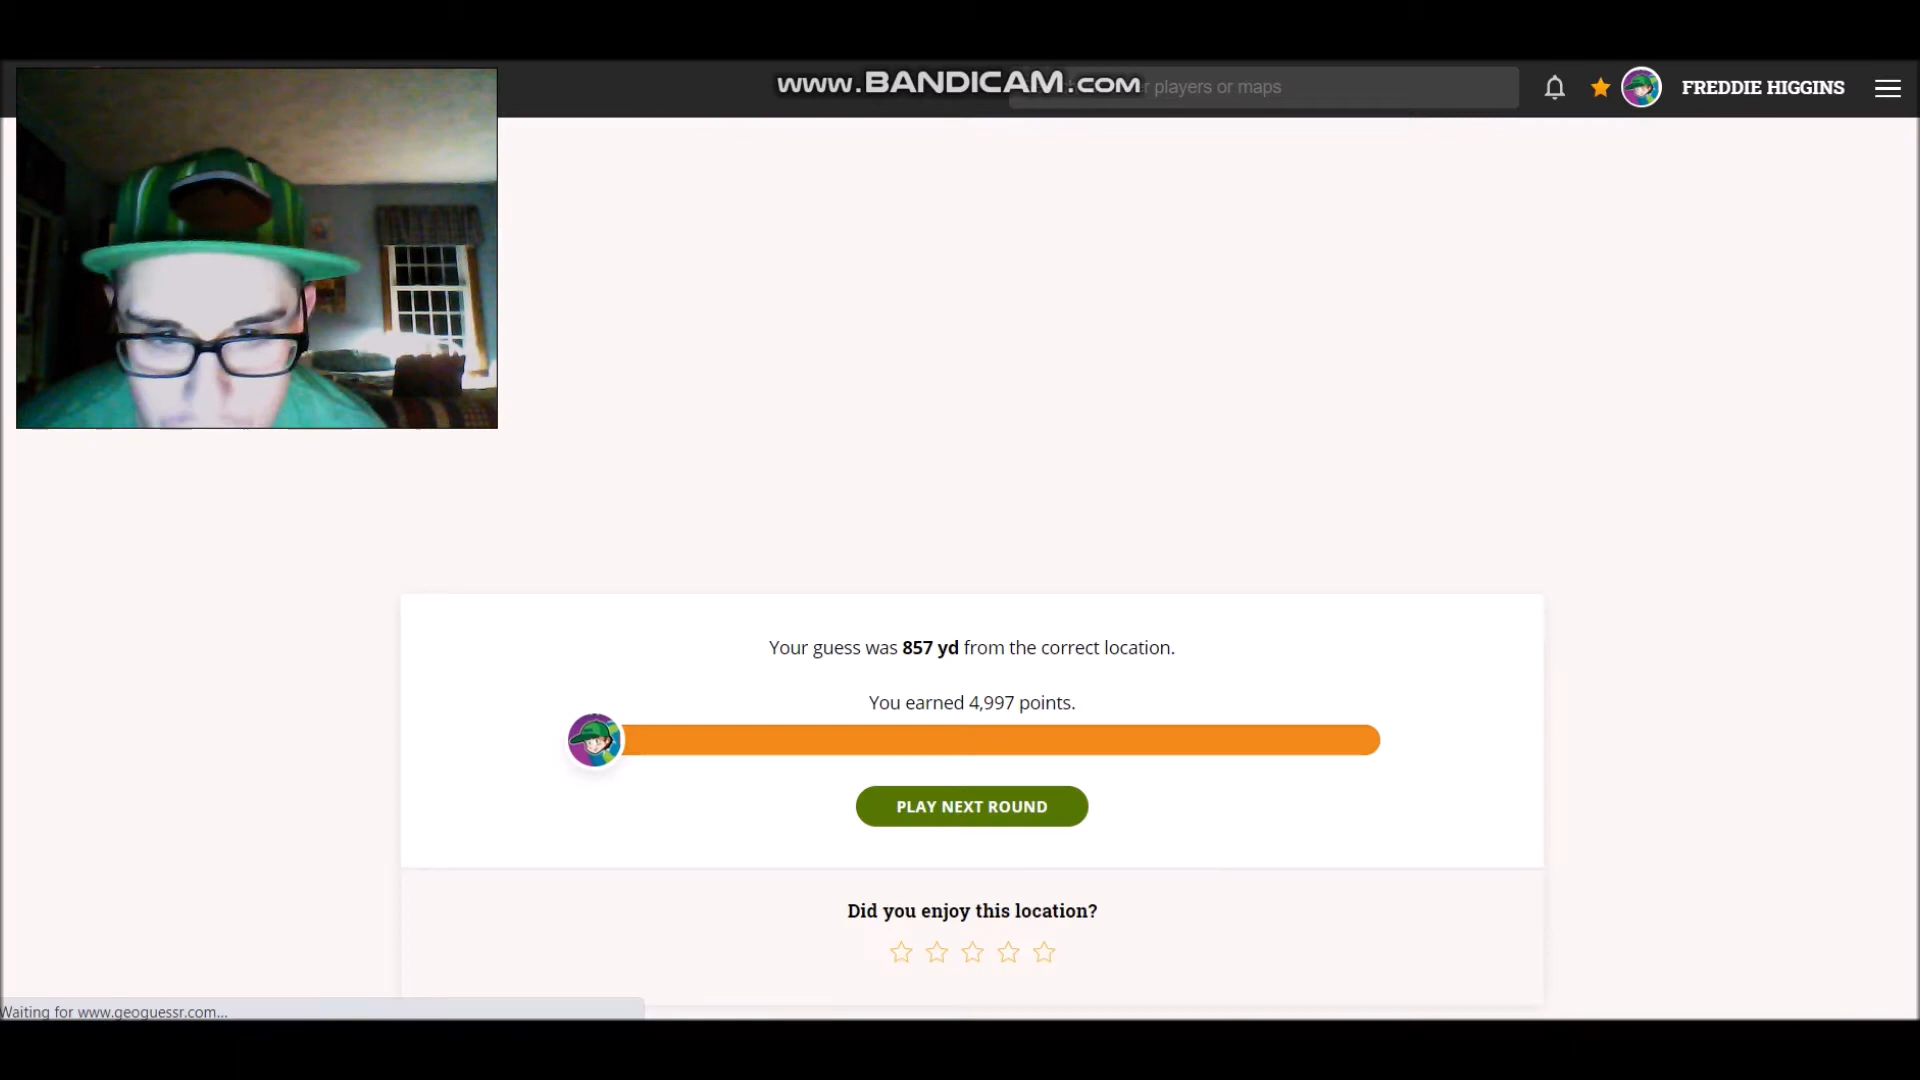 www.BANDICAM.com
r players or maps
FREDDIE HIGGINS
Your guess was 857 yd from the correct location.
You earned 4,997 points.
PLAY NEXT ROUND
Did you enjoy this location?
Waiting for www.geoguessr.com...